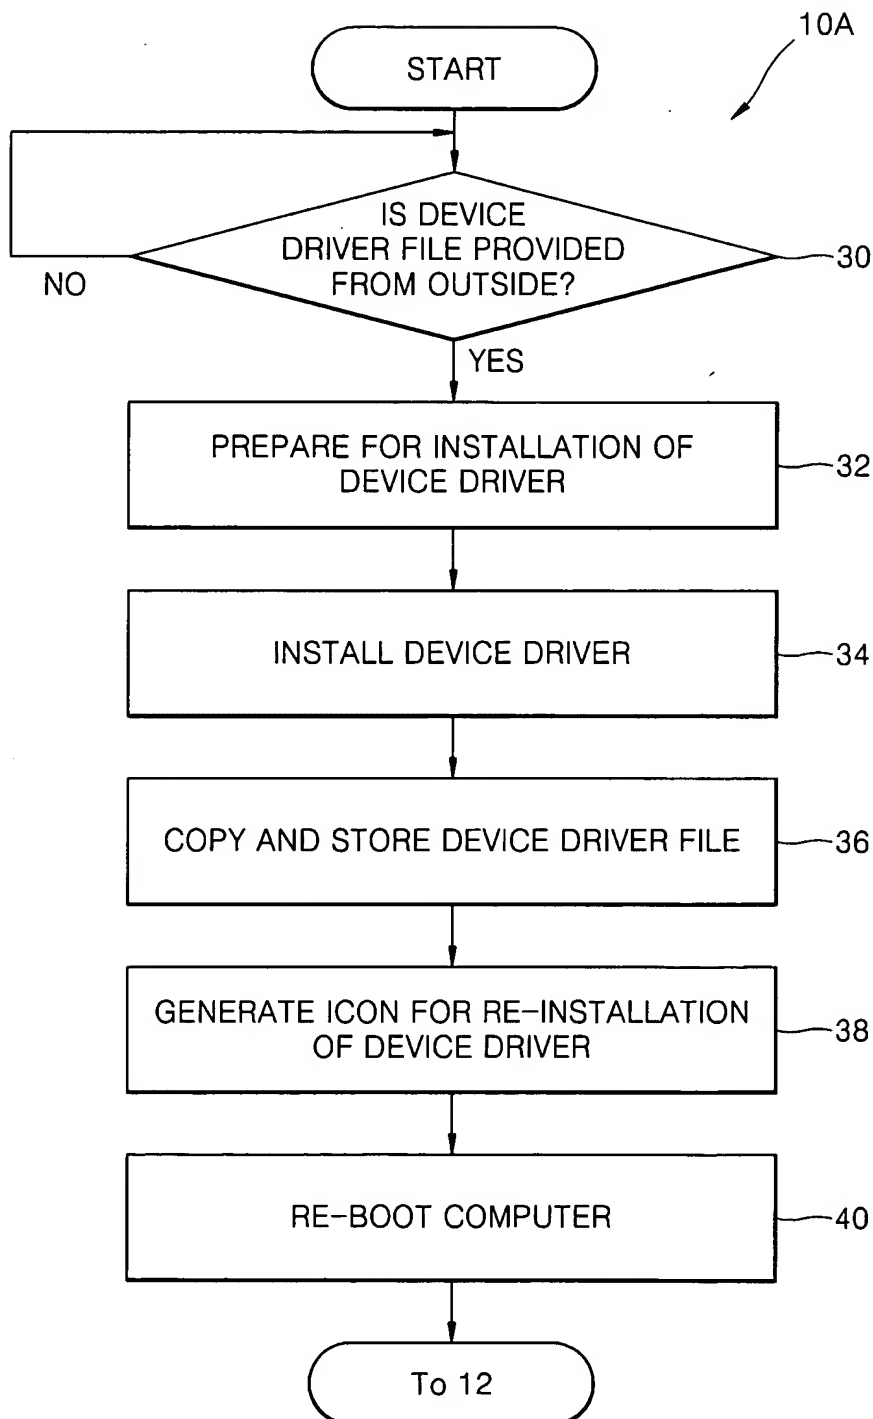 10A
START
IS DEVICE
DRIVER FILE PROVIDED
FROM OUTSIDE?
30
NO
YES
PREPARE FOR INSTALLATION OF
DEVICE DRIVER
32
INSTALL DEVICE DRIVER
34
COPY AND STORE DEVICE DRIVER FILE
36
GENERATE ICON FOR RE-INSTALLATION
OF DEVICE DRIVER
38
RE-BOOT COMPUTER
40
To 12